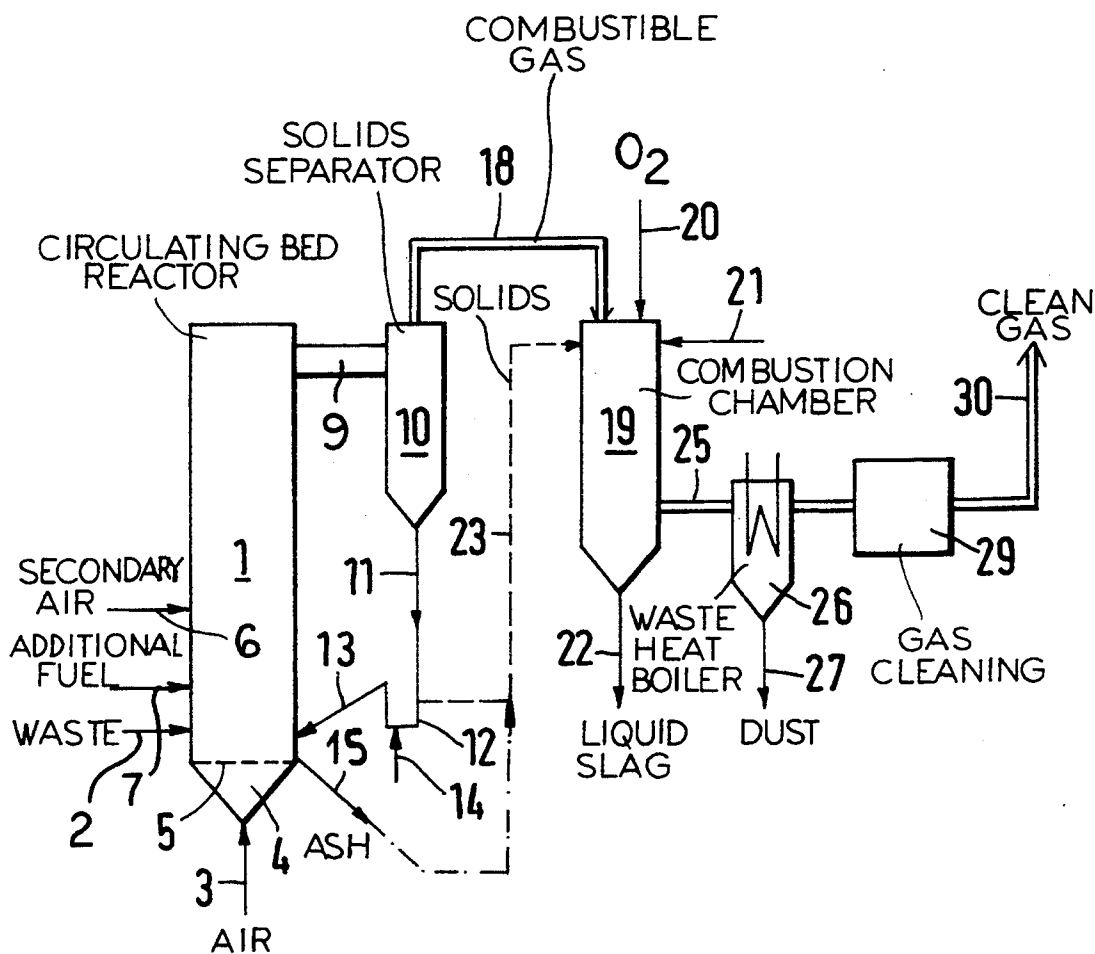 COMBUSTIBLE
GAS
SOLIDS
SEPARATOR
18
O2
20
CIRCULATING BED
REACTOR
SOLIDS
21
CLEAN
GAS
9
10
19
COMBUSTION
CHAMBER
30
25
23
1
11
29
SECONDARY
AIR
6
26
WASTE
HEAT
BOILER
22
GAS
CLEANING
ADDITIONAL
FUEL
13
27
WASTE
12
LIQUID
SLAG
DUST
15
14
7
2
5
4
ASH
3
AIR